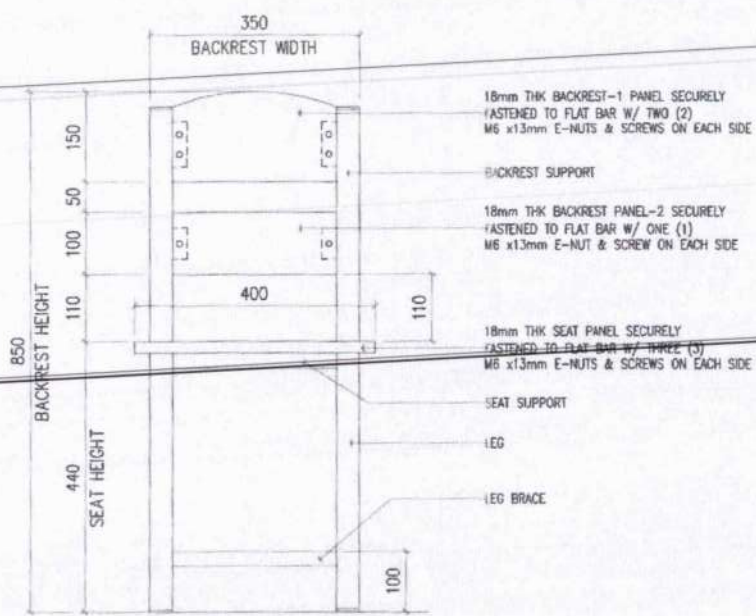 350
BACKREST WIDTH
18mm THK BACKREST-1 PANEL SECURELY
FASTENED TO FLAT BAR W/ TWO (2)
M6 x13mm E-NUTS & SCREWS ON EACH SIDE
150
BACKREST SUPPORT
50
18mm THK BACKREST PANEL-2 SECURELY
FASTENED TO FLAT BAR W/ ONE (1)
M6 x13mm E-NUT & SCREW ON EACH SIDE
100
400
110
110
18mm THK SEAT PANEL SECURELY
FASTENED TO FLAT BAR W/ THREE (3)
M6 x13mm E-NUTS & SCREWS ON EACH SIDE
850
BACKREST HEIGHT
SEAT SUPPORT
LEG
440
SEAT HEIGHT
LEG BRACE
100